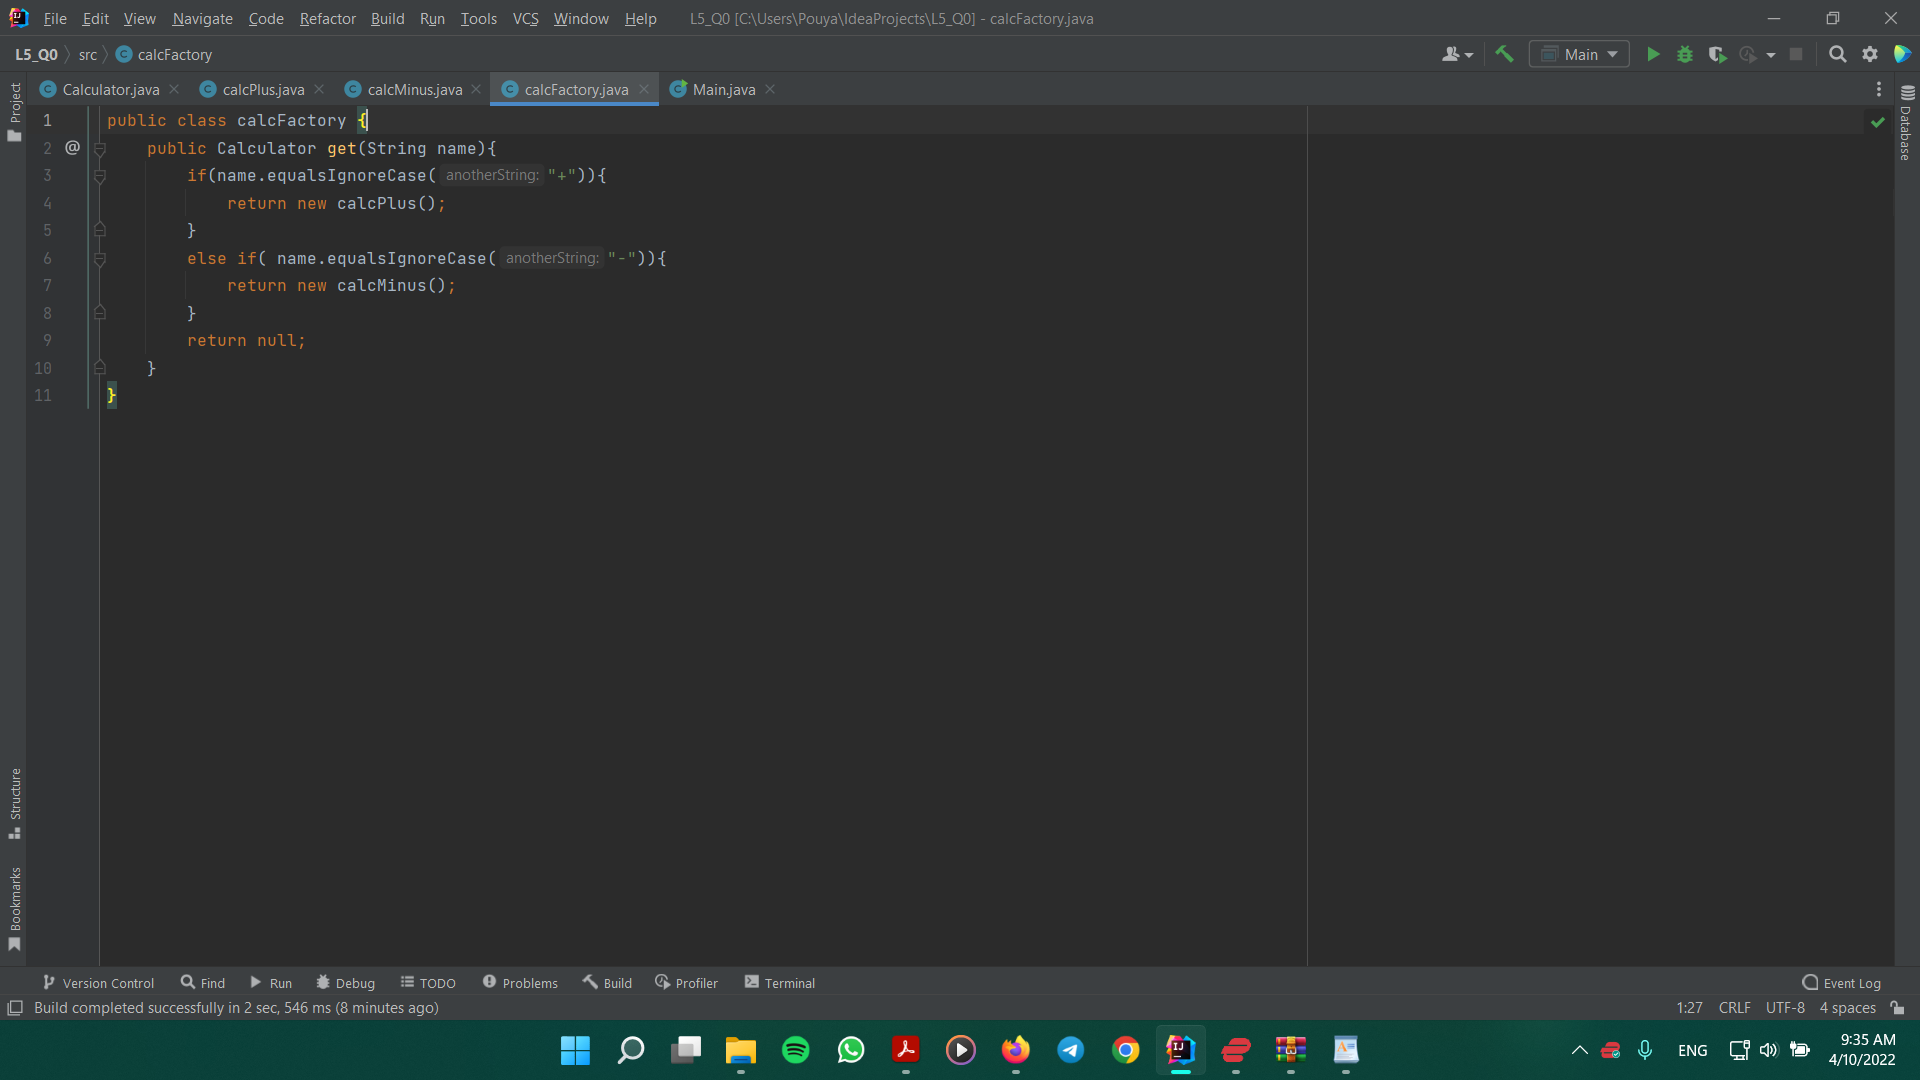 File Edit View Navigate Code Refactor Build Run Tools VCS Window Help L5_Q0 [C:\Users\Pouya\IdeaProjects\L5_Q0] - calcFactory.java
L5_Q0 src calcFactory Main
Calculator.java calcPlus.java calcMinus.java calcFactory.java Main.java
Project
Database
1 public class calcFactory {
2 @ public Calculator get(String name){
3 if(name.equalsIgnoreCase( anotherString: "+")){
4 return new calcPlus();
5 }
6 else if( name.equalsIgnoreCase( anotherString: "-")){
7 return new calcMinus();
8 }
9 return null;
10 }
11 }
Structure
Bookmarks
Version Control Find Run Debug TODO Problems Build Profiler Terminal Event Log
Build completed successfully in 2 sec, 546 ms (8 minutes ago) 1:27 CRLF UTF-8 4 spaces
ENG 9:35 AM
4/10/2022